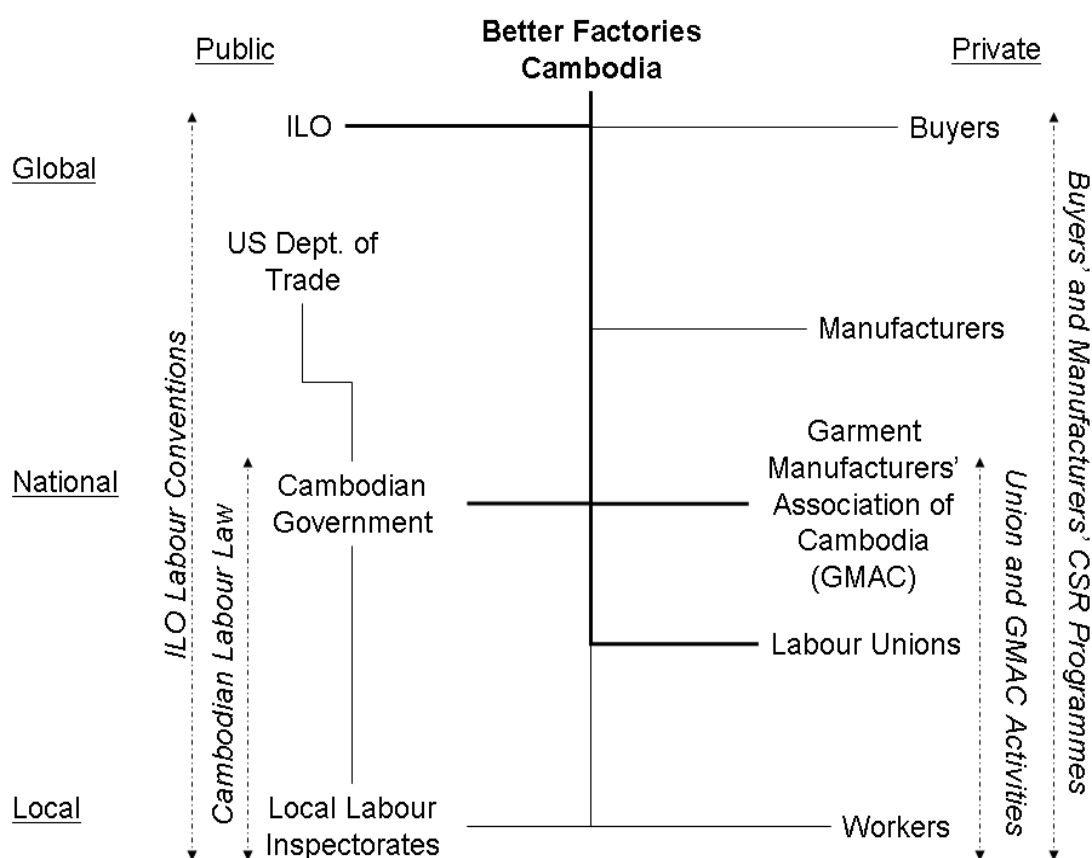 Public
Better Factories
Cambodia
Private
ILO
Buyers
Global
US Dept. of
Trade
Manufacturers
National
Cambodian
Government
Garment
Manufacturers’
Association of
Cambodia
(GMAC)
Labour Unions
Local
Local Labour
Inspectorates
Workers
ILO Labour Conventions
Cambodian Labour Law
Union and GMAC Activities
Buyers’ and Manufacturers’ CSR Programmes